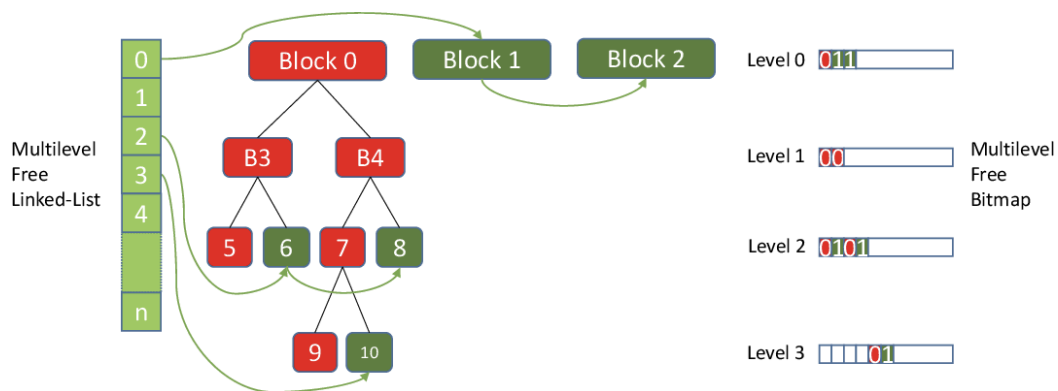 Multilevel
Free
Linked-List
0
1
2
3
4
n
Block 0
Block 1
Block 2
B3
B4
5
6
7
8
9
10
Level 0
011
Level 1
00
Level 2
0101
Level 3
01
Multilevel
Free
Bitmap